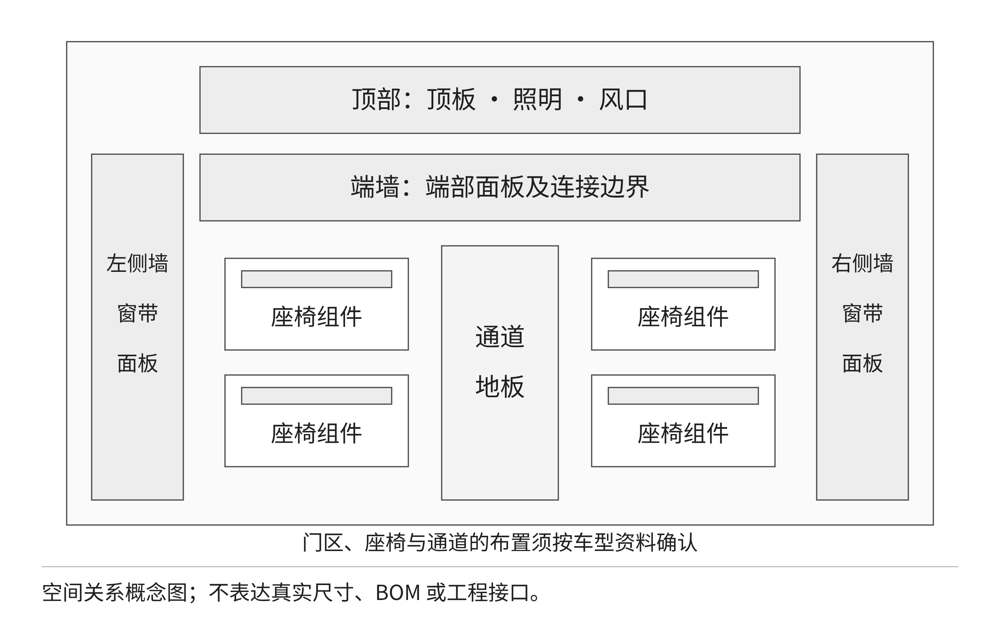 顶部：顶板 · 照明 · 风口
端墙：端部面板及连接边界
左侧墙
窗带
面板
座椅组件
座椅组件
通道
地板
座椅组件
座椅组件
右侧墙
窗带
面板
门区、座椅与通道的布置须按车型资料确认
空间关系概念图；不表达真实尺寸、BOM 或工程接口。